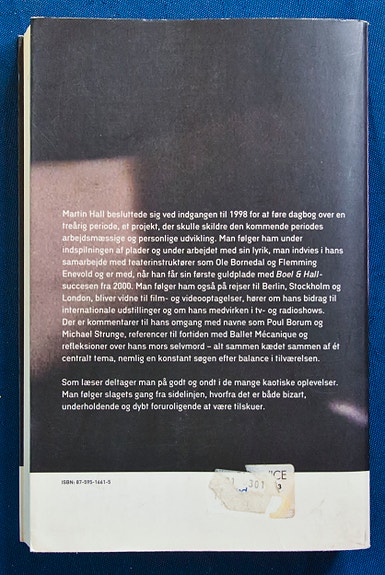 Martin Hall besluttede sig ved indgangen til 1998 for at føre dagbog over en
treårig periode, et projekt, der skulle skildre den kommende periodes
arbejdsmæssige og personlige udvikling. Man følger ham under
indspilningen af plader og under arbejdet med sin lyrik, man indvies i hans
samarbejde med teaterinstruktører som Ole Bornedal og Flemming
Enevold og er med, når han får sin første guldplade med Boel & Hall-
succesen fra 2000. Man følger ham også på rejser til Berlin, Stockholm og
London, bliver vidne til film- og videooptagelser, hører om hans bidrag til
internationale udstillinger og om hans medvirken i tv- og radioshows.
Der er kommentarer til hans omgang med navne som Poul Borum og
Michael Strunge, referencer til fortiden med Ballet Mécanique og
refleksioner over hans mors selvmord – alt sammen kædet sammen af ét
centralt tema, nemlig en konstant søgen efter balance i tilværelsen.
Som læser deltager man på godt og ondt i de mange kaotiske oplevelser.
Man følger slagets gang fra sidelinjen, hvorfra det er både bizart,
underholdende og dybt foruroligende at være tilskuer.
ISBN: 87-595-1661-5